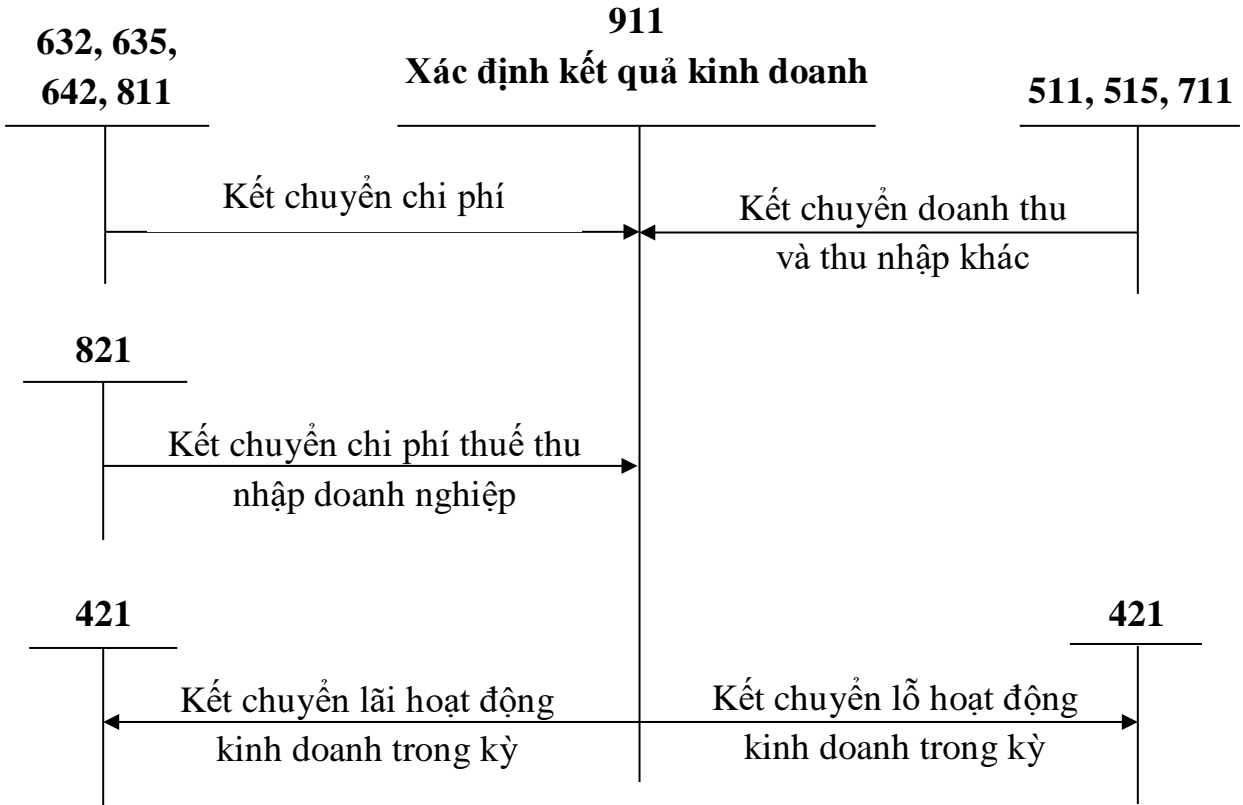 632, 635,
642, 811
911
Xác định kết quả kinh doanh
511, 515, 711
Kết chuyển chi phí
Kết chuyển doanh thu
và thu nhập khác
821
Kết chuyển chi phí thuế thu
nhập doanh nghiệp
421
421
Kết chuyển lãi hoạt động
kinh doanh trong kỳ
Kết chuyển lỗ hoạt động
kinh doanh trong kỳ